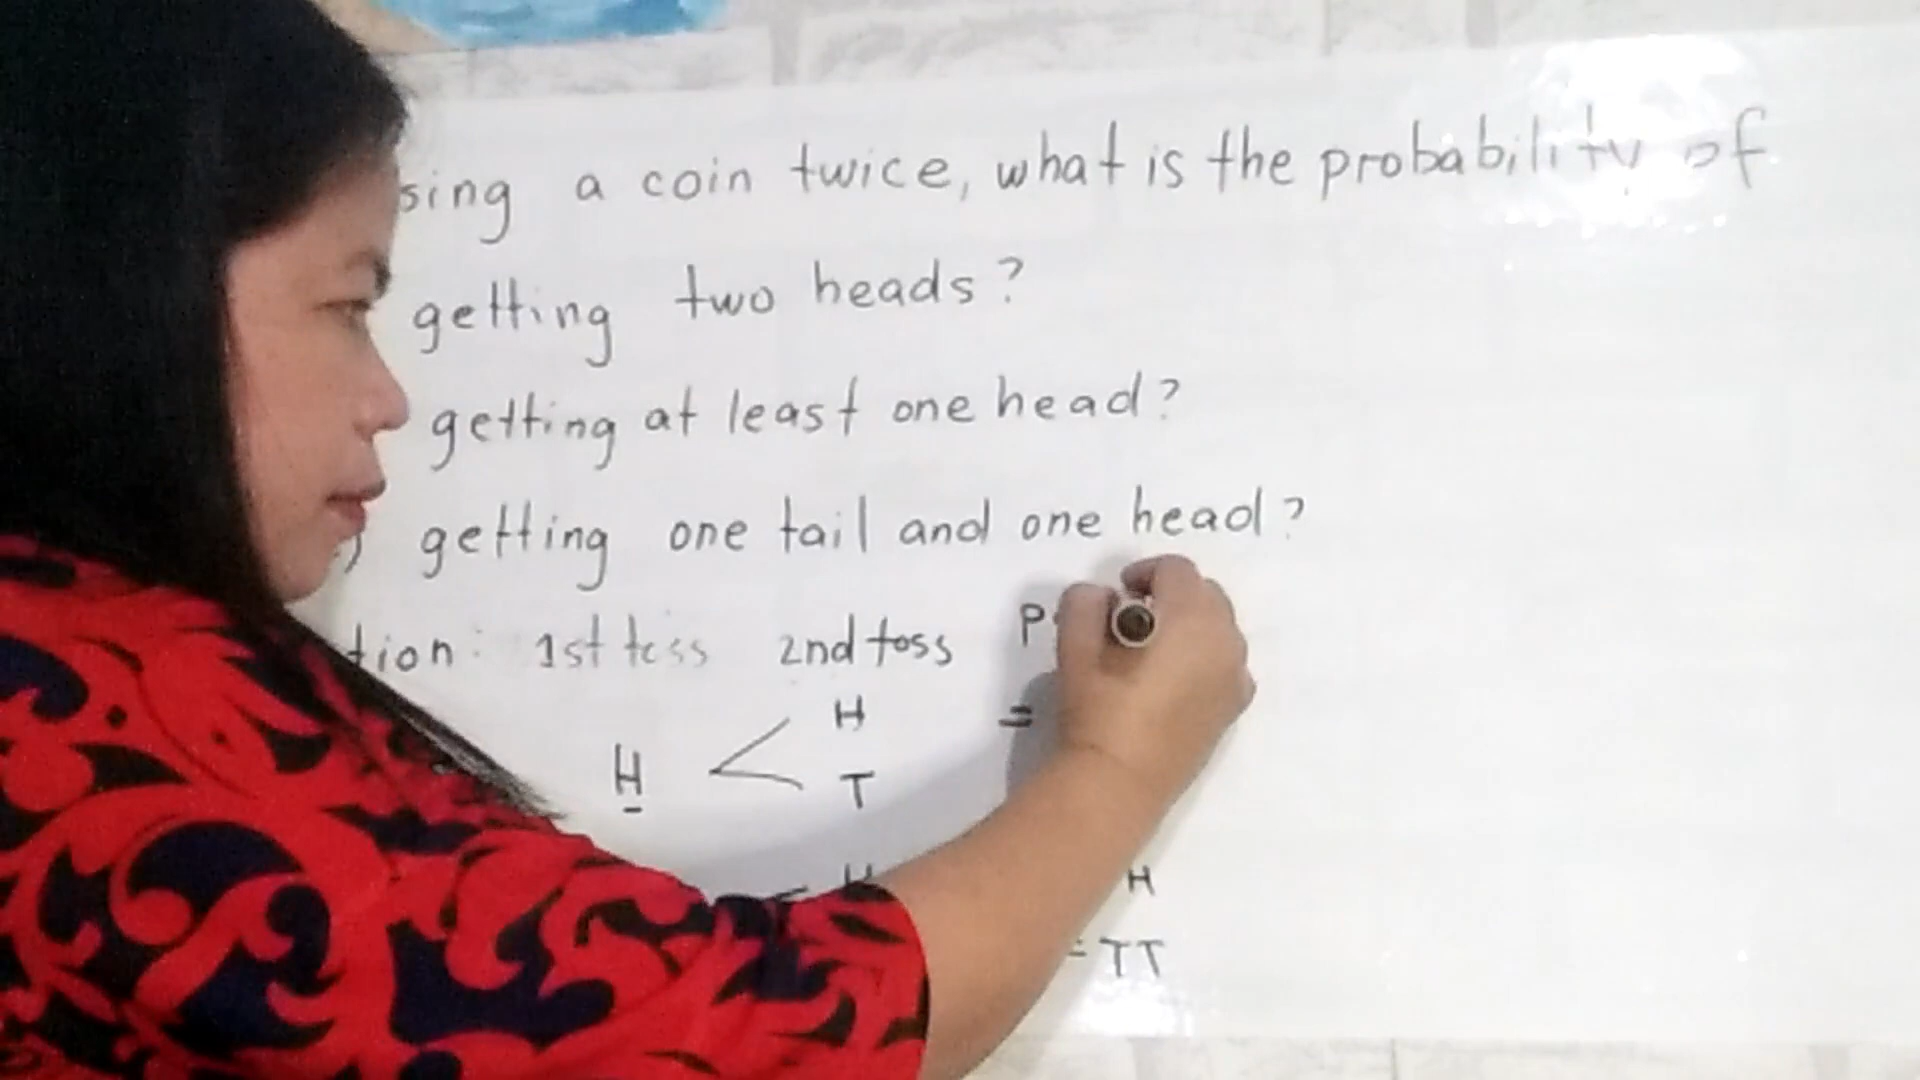 sing a coin twice, what is the probability of
getting two heads?
getting at least one head?
) getting one tail and one head?
tion: 1st toss 2nd toss P
H =
H < T
H H
= TT